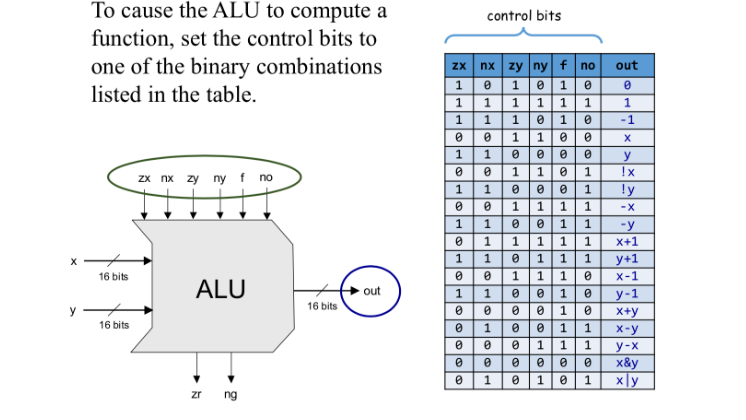 To cause the ALU to compute a
function, set the control bits to
one of the binary combinations
listed in the table.
control bits
zx nx zy ny f no out
1 0 1 0 1 0 0
1 1 1 1 1 1 1
1 1 1 0 1 0 -1
0 0 1 1 0 0 x
1 1 0 0 0 0 y
0 0 1 1 0 1 !x
1 1 0 0 0 1 !y
0 0 1 1 1 1 -x
1 1 0 0 1 1 -y
0 1 1 1 1 1 x+1
1 1 0 1 1 1 y+1
0 0 1 1 1 0 x-1
1 1 0 0 1 0 y-1
0 0 0 0 1 0 x+y
0 1 0 0 1 1 x-y
0 0 0 1 1 1 y-x
0 0 0 0 0 0 x&y
0 1 0 1 0 1 x|y
zx nx zy ny f no
x
16 bits
ALU
out
16 bits
y
16 bits
zr ng